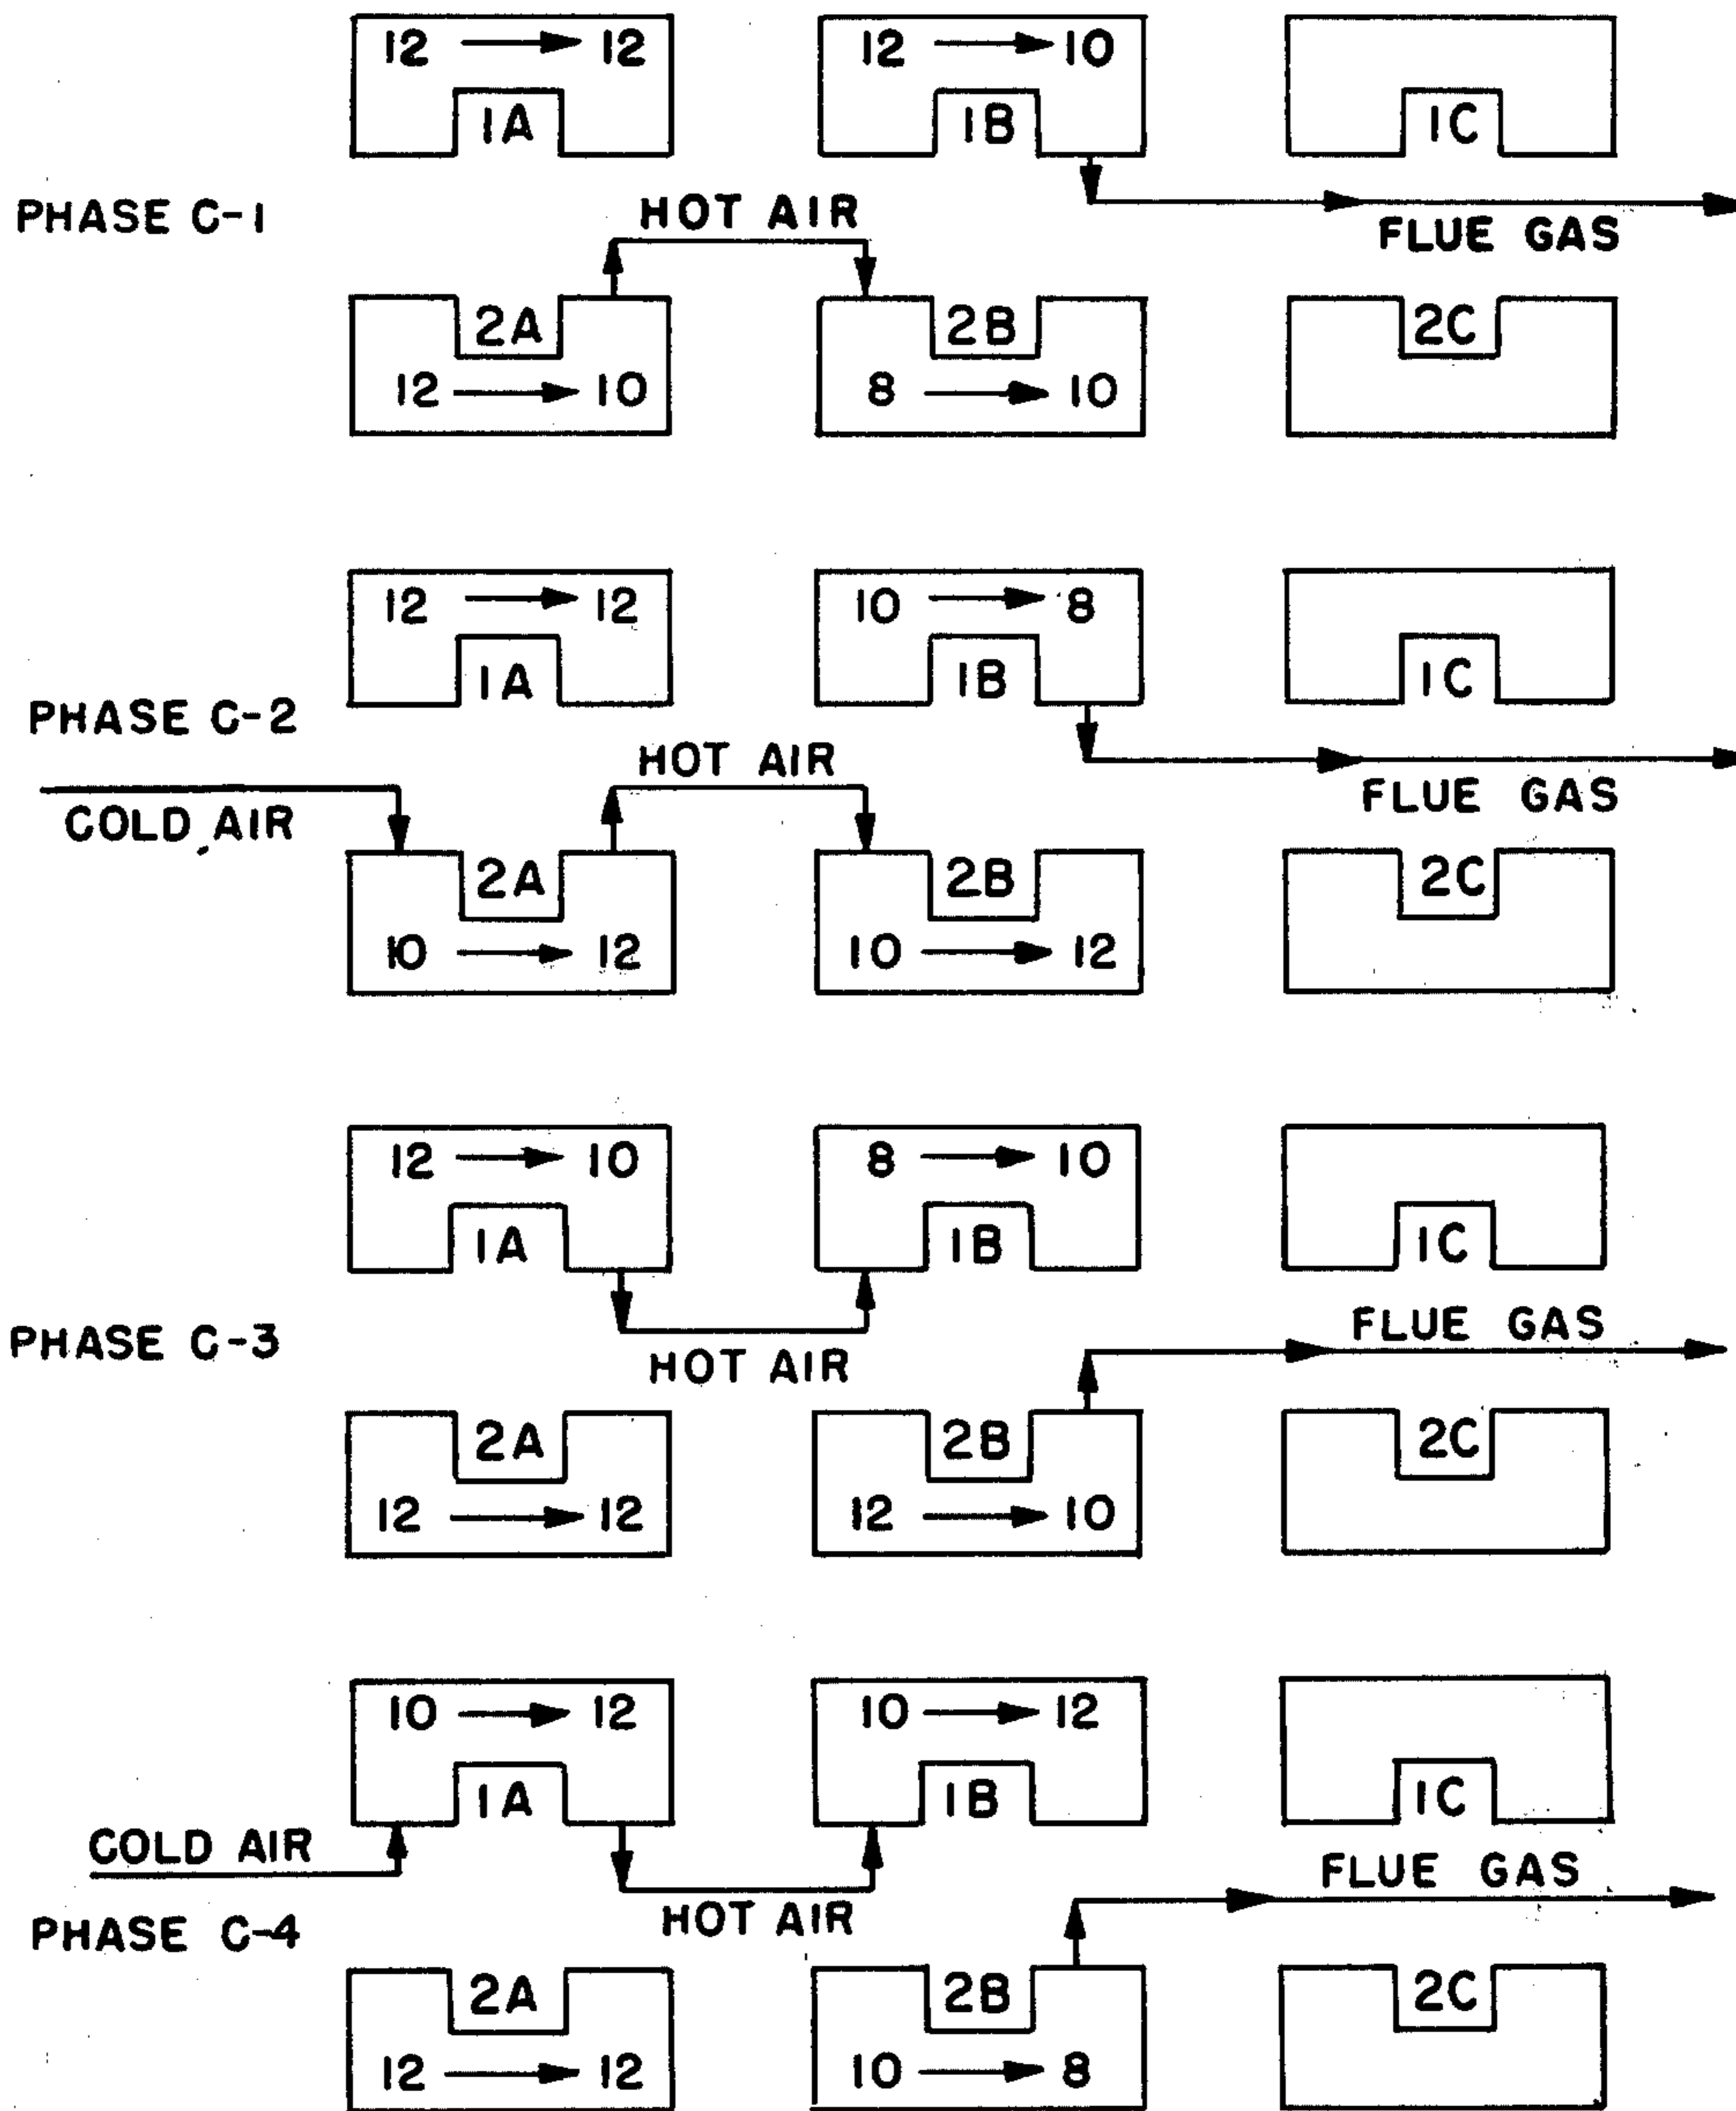 12 → 12
12 → 10
1A
1B
1C
PHASE C-1
HOT AIR
FLUE GAS
2A
2B
2C
12 → 10
8 → 10
12 → 12
10 → 8
1A
1B
1C
PHASE C-2
HOT AIR
COLD AIR
FLUE GAS
2A
2B
2C
10 → 12
10 → 12
12 → 10
8 → 10
1A
1B
1C
PHASE C-3
FLUE GAS
HOT AIR
2A
2B
2C
12 → 12
12 → 10
10 → 12
10 → 12
1A
1B
1C
COLD AIR
FLUE GAS
HOT AIR
PHASE C-4
2A
2B
2C
12 → 12
10 → 8